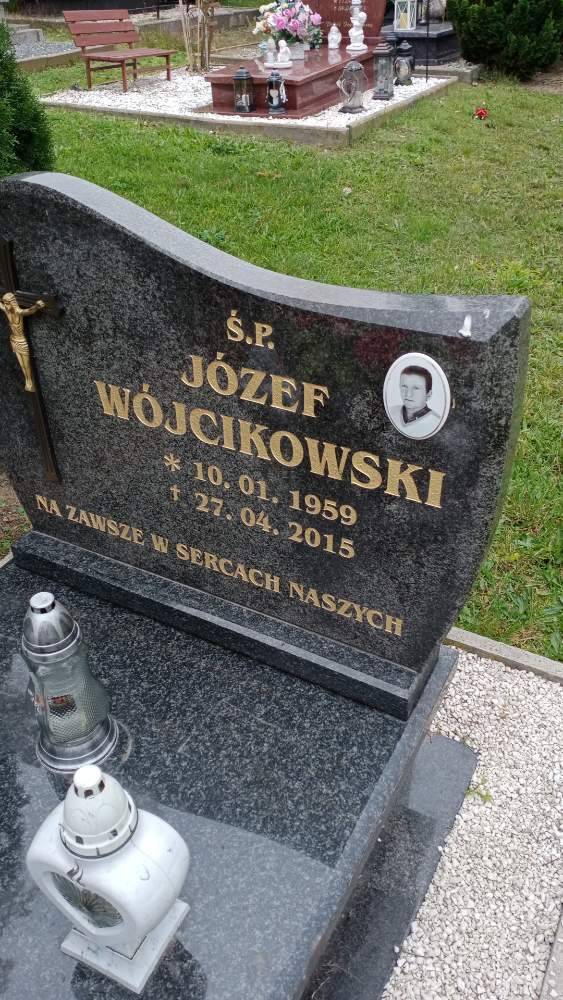 Ś.P.
JÓZEF
WÓJCIKOWSKI
* 10. 01. 1959
† 27. 04. 2015
NA ZAWSZE W SERCACH NASZYCH